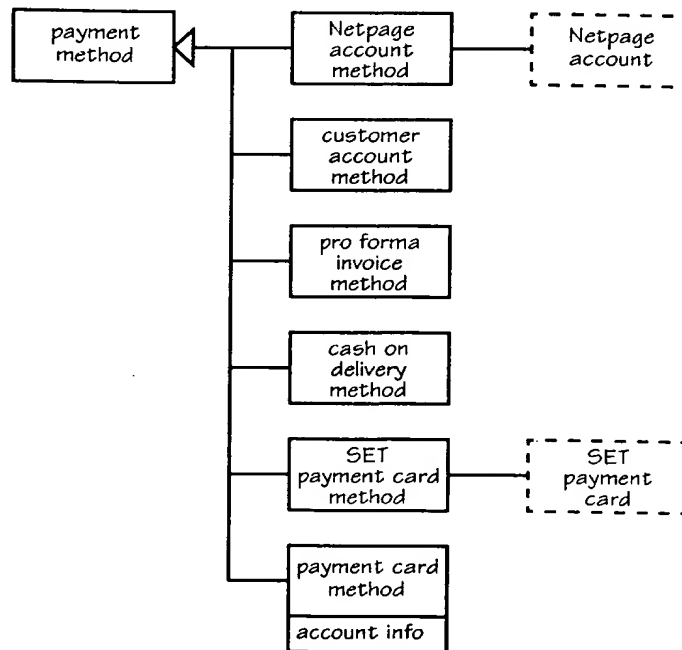 payment
method
Netpage
account
method
Netpage
account
customer
account
method
pro forma
invoice
method
cash on
delivery
method
SET
payment card
method
SET
payment
card
payment card
method
account info